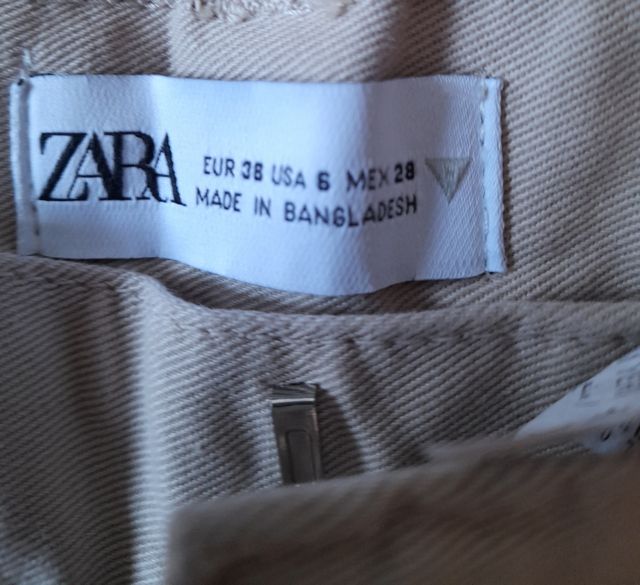 ZARA
EUR 38 USA 6 MEX 28
MADE IN BANGLADESH